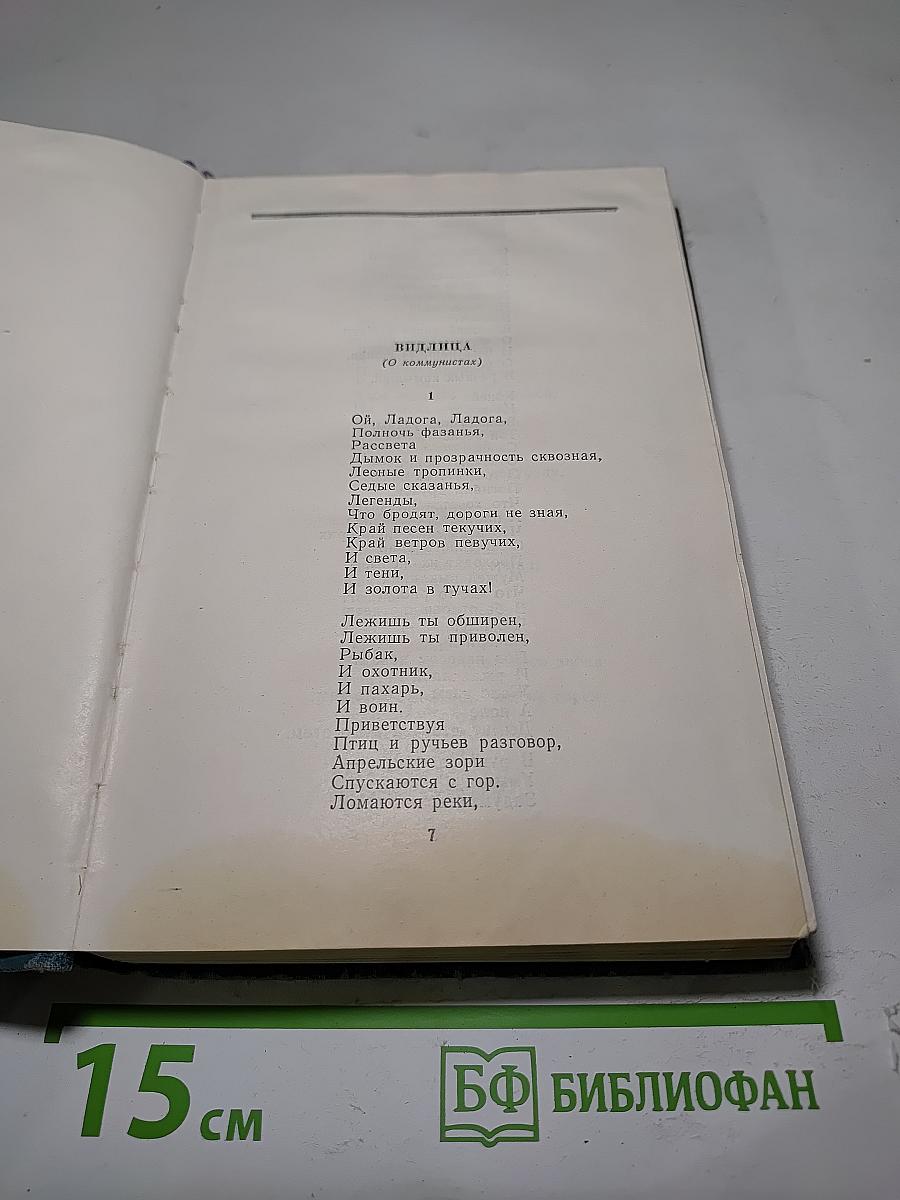 ВИДЛИЦА
(О коммунистах)
1
Ой, Ладога, Ладога,
Полночь фазанья,
Рассвета
Дымок и прозрачность сквозная,
Лесные тропинки,
Седые сказанья,
Легенды,
Что бродят, дороги не зная,
Край песен текучих,
Край ветров певучих,
И света,
И тени,
И золота в тучах!
Лежишь ты обширен,
Лежишь ты приволен,
Рыбак,
И охотник,
И пахарь,
И воин.
Приветствуя
Птиц и ручьев разговор,
Апрельские зори
Спускаются с гор.
Ломаются реки,
7
15 см
БФ БИБЛИОФАН